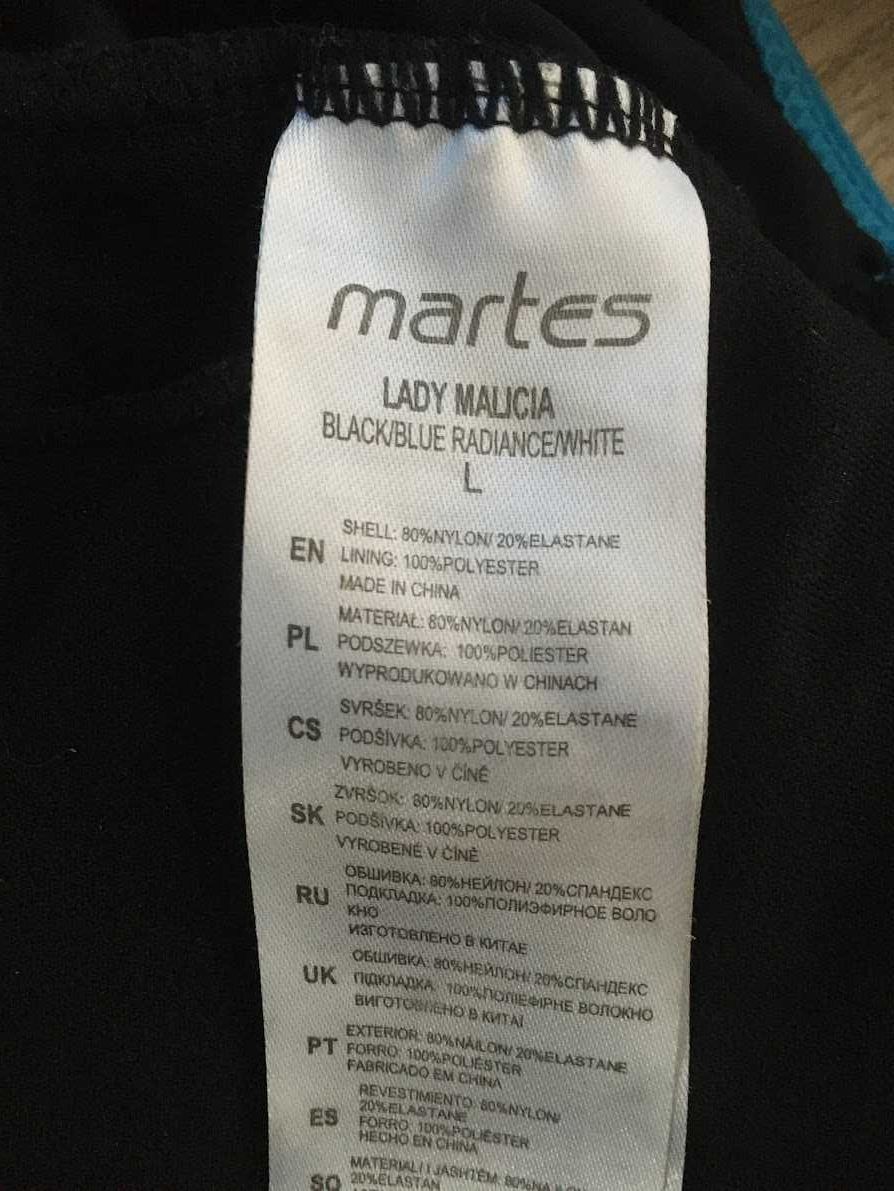 martes
LADY MALICIA
BLACK/BLUE RADIANCE/WHITE
L
EN
SHELL: 80%NYLON/ 20%ELASTANE
LINING: 100%POLYESTER
MADE IN CHINA
PL
MATERIAŁ: 80%NYLON/ 20%ELASTAN
PODSZEWKA: 100%POLIESTER
WYPRODUKOWANO W CHINACH
CS
SVRŠEK: 80%NYLON/ 20%ELASTANE
PODŠÍVKA: 100%POLYESTER
VYROBENO V ČÍNĚ
SK
ZVRŠOK: 80%NYLON/ 20%ELASTANE
PODŠÍVKA: 100%POLYESTER
VYROBENÉ V ČÍNĚ
RU
ОБШИВКА: 80%НЕЙЛОН/ 20%СПАНДЕКС
ПОДКЛАДКА: 100%ПОЛИЭФИРНОЕ ВОЛО
КНО
ИЗГОТОВЛЕНО В КИТАЕ
UK
ОБШИВКА: 80%НЕЙЛОН/ 20%СПАНДЕКС
ПІДКЛАДКА: 100%ПОЛІЕФІРНЕ ВОЛОКНО
ВИГОТОВЛЕНО В КИТАЇ
PT
EXTERIOR: 80%NÁILON/ 20%ELASTANE
FORRO: 100%POLIÉSTER
FABRICADO EM CHINA
ES
REVESTIMIENTO: 80%NYLON/
20%ELASTANE
FORRO: 100%POLIÉSTER
HECHO EN CHINA
SQ
MATERIALI I JASHTËM:
20%ELASTAN